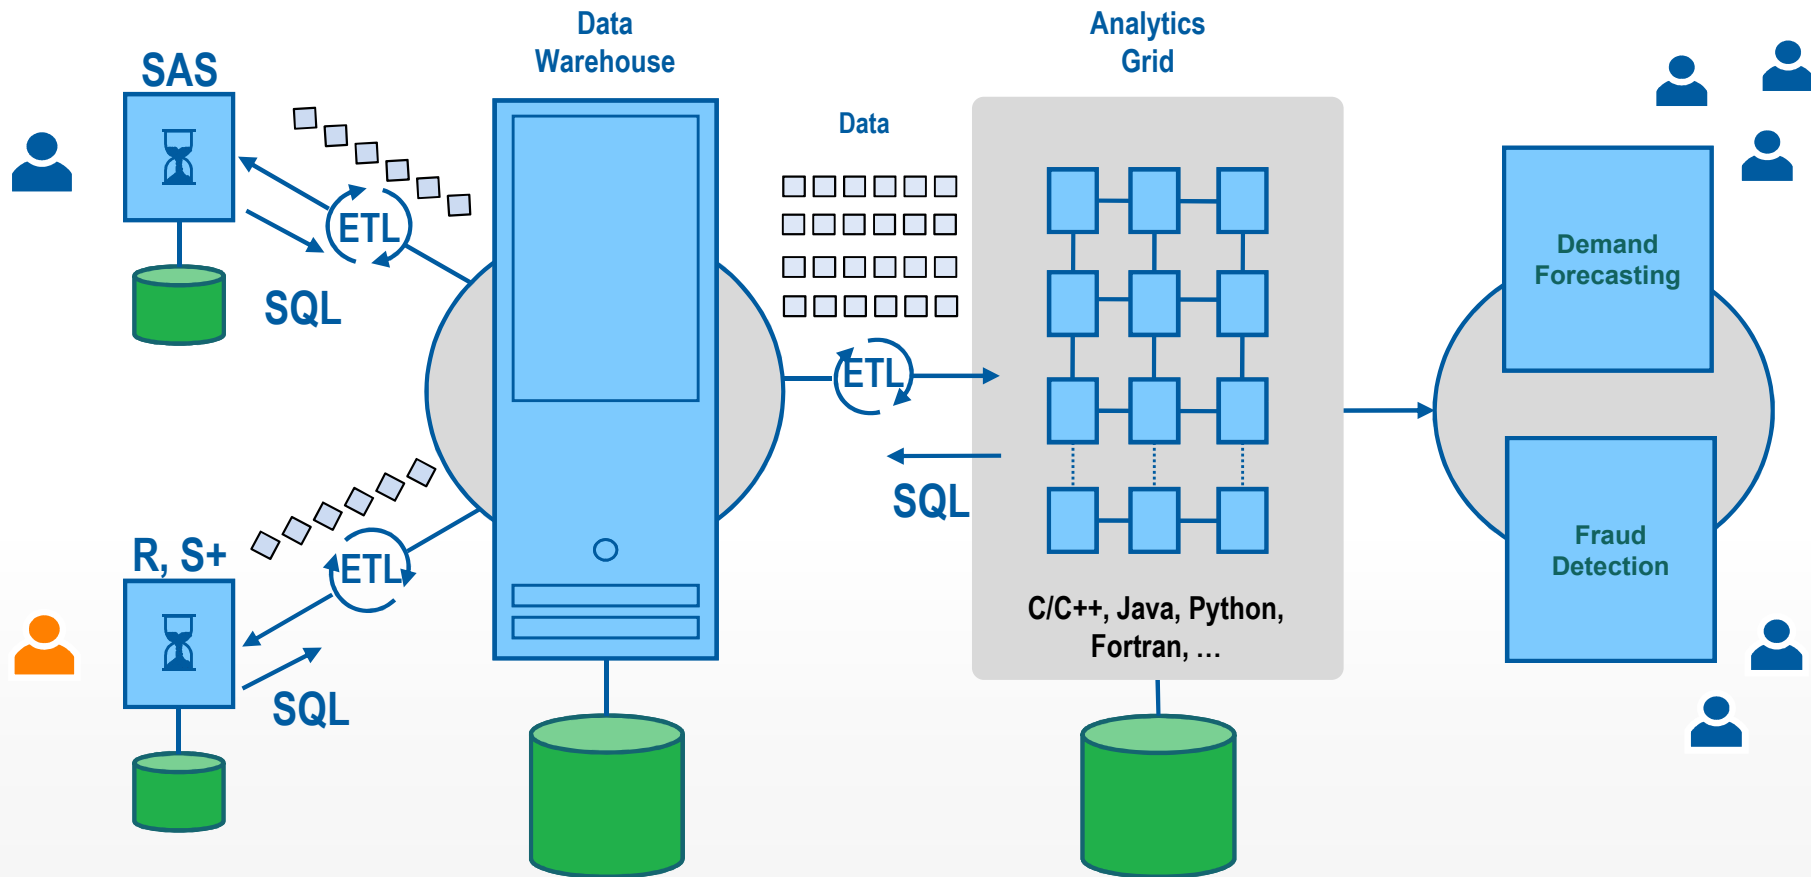 Data
Warehouse
Analytics
Grid
SAS
Data
ETL
SQL
ETL
SQL
R, S+
ETL
SQL
C/C++, Java, Python,
Fortran, …
Demand
Forecasting
Fraud
Detection